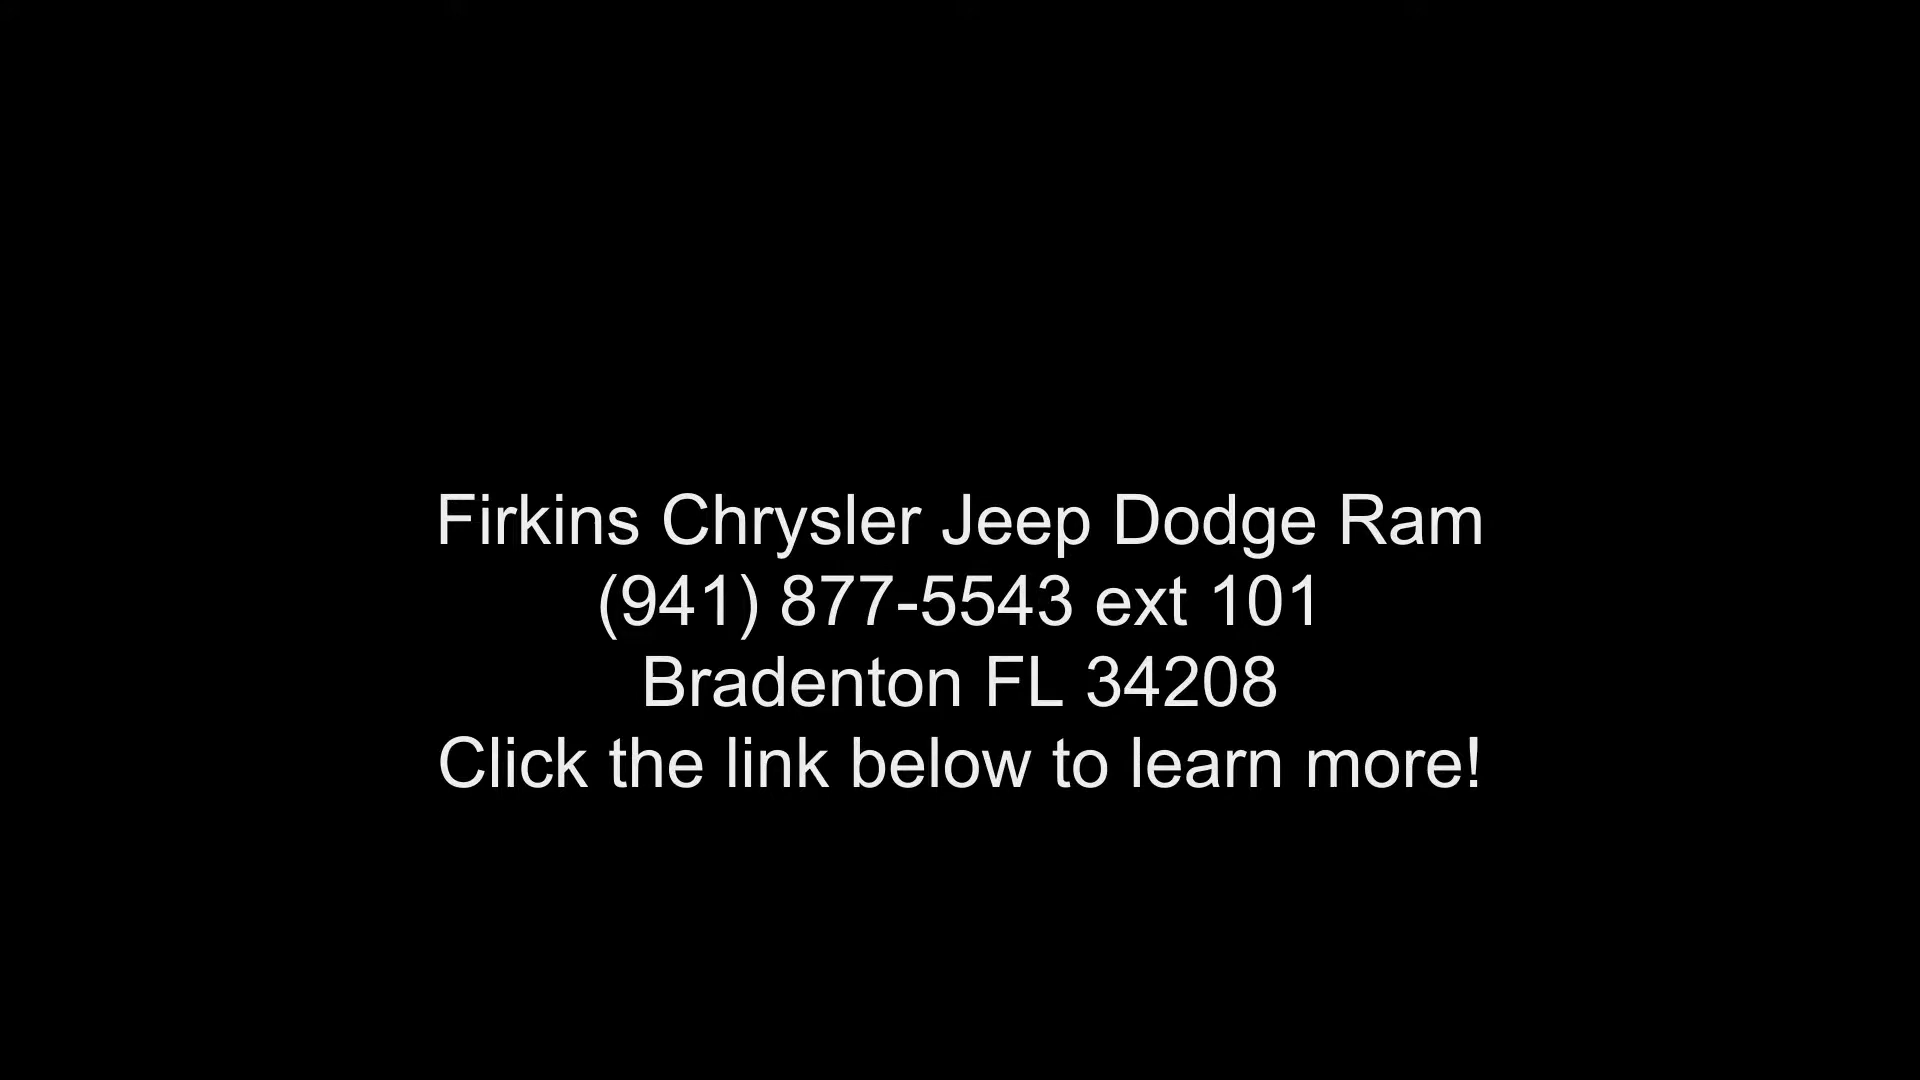 Firkins Chrysler Jeep Dodge Ram
(941) 877-5543 ext 101
Bradenton FL 34208
Click the link below to learn more!